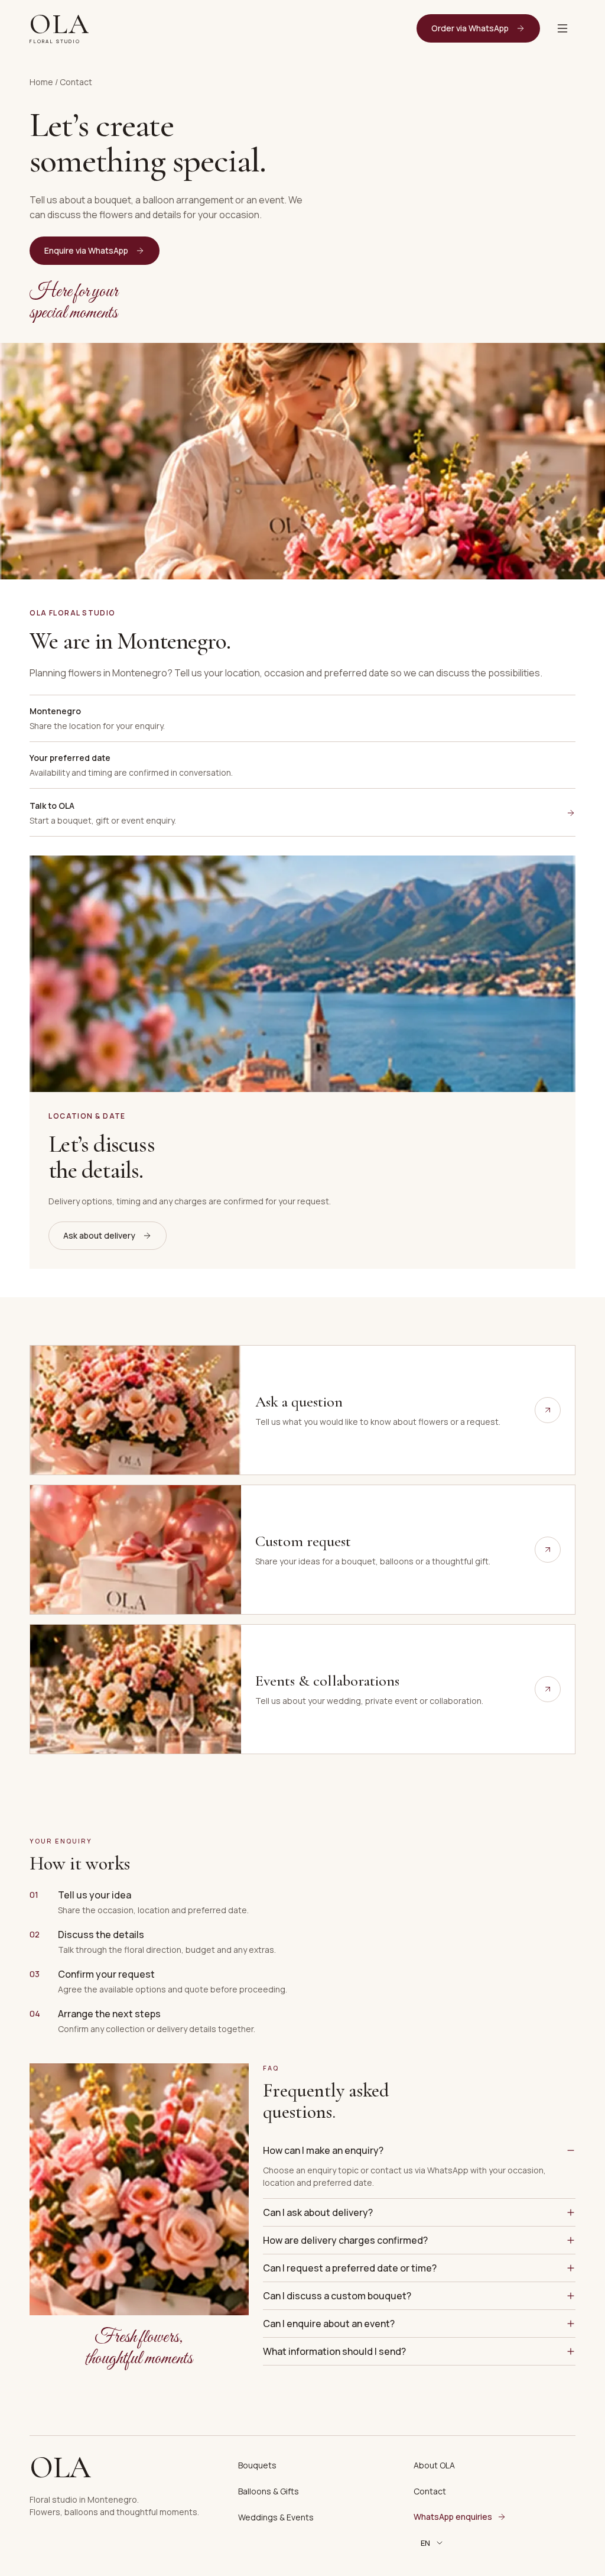 OLA
FLORAL STUDIO
Order via WhatsApp
Home / Contact
Let’s create
something special.
Tell us about a bouquet, a balloon arrangement or an event. We
can discuss the flowers and details for your occasion.
Enquire via WhatsApp
Here for your
special moments
OLA
OLA FLORAL STUDIO
We are in Montenegro.
Planning flowers in Montenegro? Tell us your location, occasion and preferred date so we can discuss the possibilities.
Montenegro
Share the location for your enquiry.
Your preferred date
Availability and timing are confirmed in conversation.
Talk to OLA
Start a bouquet, gift or event enquiry.
LOCATION & DATE
Let’s discuss
the details.
Delivery options, timing and any charges are confirmed for your request.
Ask about delivery
OLA
Ask a question
Tell us what you would like to know about flowers or a request.
OLA
Custom request
Share your ideas for a bouquet, balloons or a thoughtful gift.
Events & collaborations
Tell us about your wedding, private event or collaboration.
YOUR ENQUIRY
How it works
01 Tell us your idea
Share the occasion, location and preferred date.
02 Discuss the details
Talk through the floral direction, budget and any extras.
03 Confirm your request
Agree the available options and quote before proceeding.
04 Arrange the next steps
Confirm any collection or delivery details together.
Fresh flowers,
thoughtful moments
FAQ
Frequently asked
questions.
How can I make an enquiry?
Choose an enquiry topic or contact us via WhatsApp with your occasion,
location and preferred date.
Can I ask about delivery?
How are delivery charges confirmed?
Can I request a preferred date or time?
Can I discuss a custom bouquet?
Can I enquire about an event?
What information should I send?
OLA
Floral studio in Montenegro.
Flowers, balloons and thoughtful moments.
Bouquets
Balloons & Gifts
Weddings & Events
About OLA
Contact
WhatsApp enquiries
EN